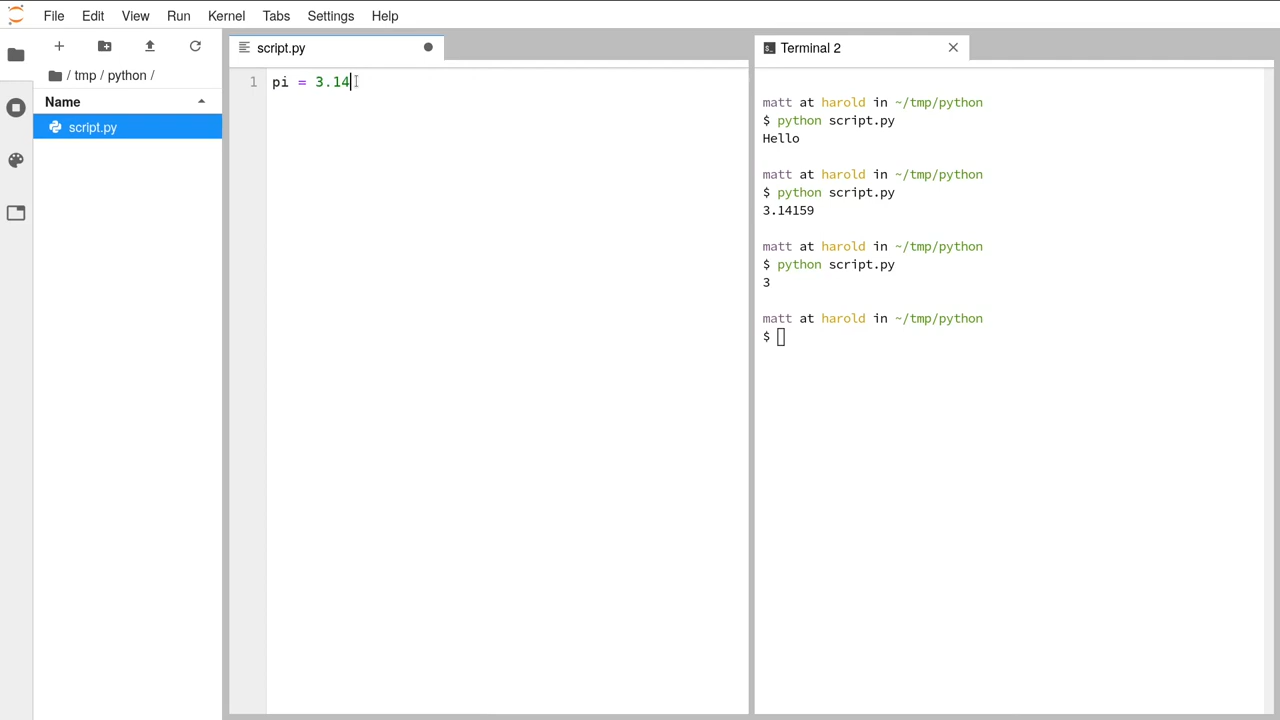 File Edit View Run Kernel Tabs Settings Help
/ tmp / python /
Name
script.py
script.py
1 pi = 3.14
Terminal 2
matt at harold in ~/tmp/python
$ python script.py
Hello
matt at harold in ~/tmp/python
$ python script.py
3.14159
matt at harold in ~/tmp/python
$ python script.py
3
matt at harold in ~/tmp/python
$